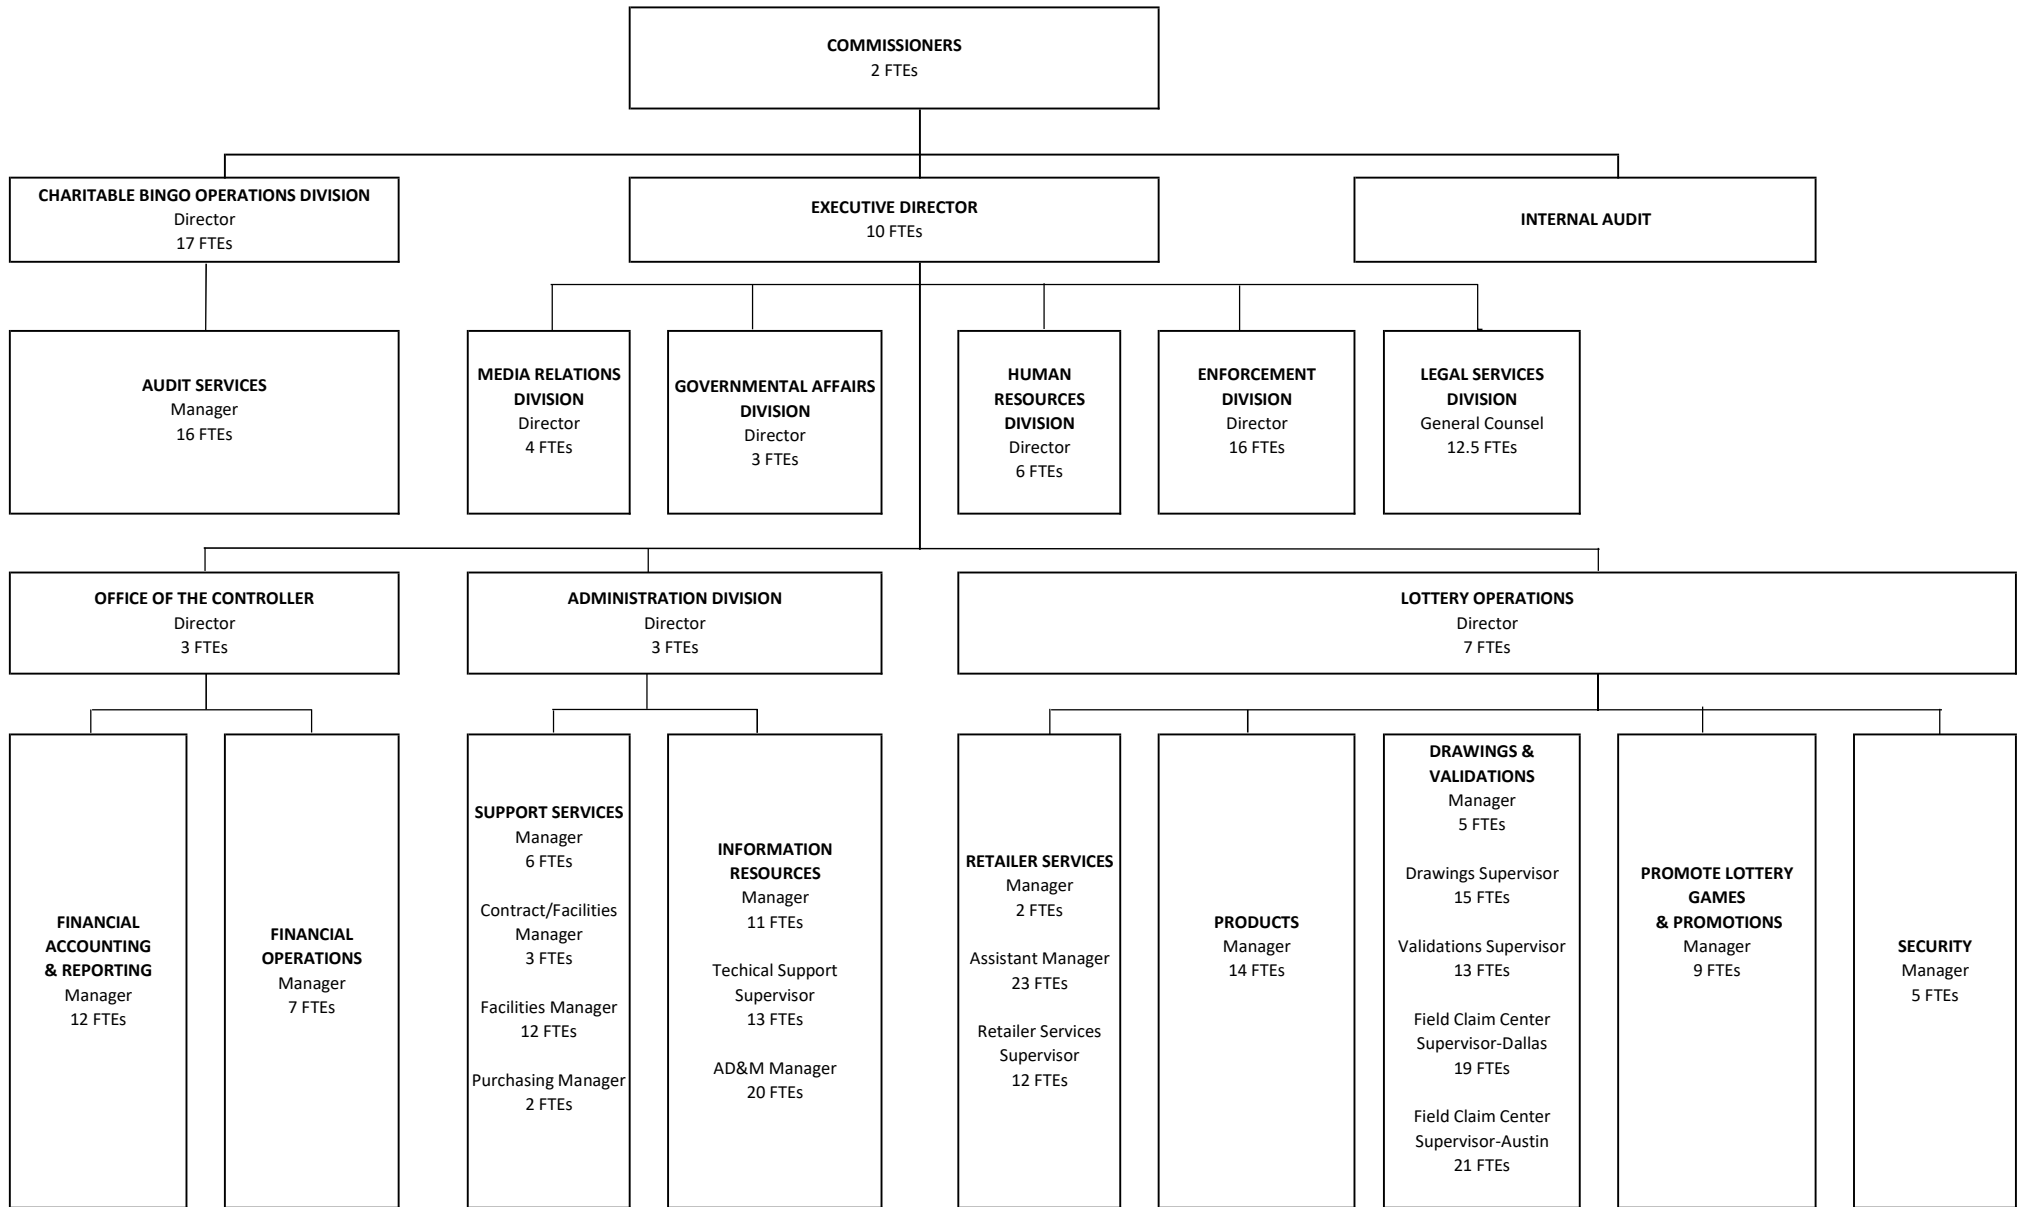 COMMISSIONERS
2 FTEs
CHARITABLE BINGO OPERATIONS DIVISION
Director
17 FTEs
EXECUTIVE DIRECTOR
10 FTEs
INTERNAL AUDIT
AUDIT SERVICES
Manager
16 FTEs
MEDIA RELATIONS
DIVISION
Director
4 FTEs
GOVERNMENTAL AFFAIRS
DIVISION
Director
3 FTEs
HUMAN
RESOURCES
DIVISION
Director
6 FTEs
ENFORCEMENT
DIVISION
Director
16 FTEs
LEGAL SERVICES
DIVISION
General Counsel
12.5 FTEs
OFFICE OF THE CONTROLLER
Director
3 FTEs
ADMINISTRATION DIVISION
Director
3 FTEs
LOTTERY OPERATIONS
Director
7 FTEs
FINANCIAL
ACCOUNTING
& REPORTING
Manager
12 FTEs
FINANCIAL
OPERATIONS
Manager
7 FTEs
SUPPORT SERVICES
Manager
6 FTEs
Contract/Facilities
Manager
3 FTEs
Facilities Manager
12 FTEs
Purchasing Manager
2 FTEs
INFORMATION
RESOURCES
Manager
11 FTEs
Techical Support
Supervisor
13 FTEs
AD&M Manager
20 FTEs
RETAILER SERVICES
Manager
2 FTEs
Assistant Manager
23 FTEs
Retailer Services
Supervisor
12 FTEs
PRODUCTS
Manager
14 FTEs
DRAWINGS &
VALIDATIONS
Manager
5 FTEs
Drawings Supervisor
15 FTEs
Validations Supervisor
13 FTEs
Field Claim Center
Supervisor-Dallas
19 FTEs
Field Claim Center
Supervisor-Austin
21 FTEs
PROMOTE LOTTERY
GAMES
& PROMOTIONS
Manager
9 FTEs
SECURITY
Manager
5 FTEs